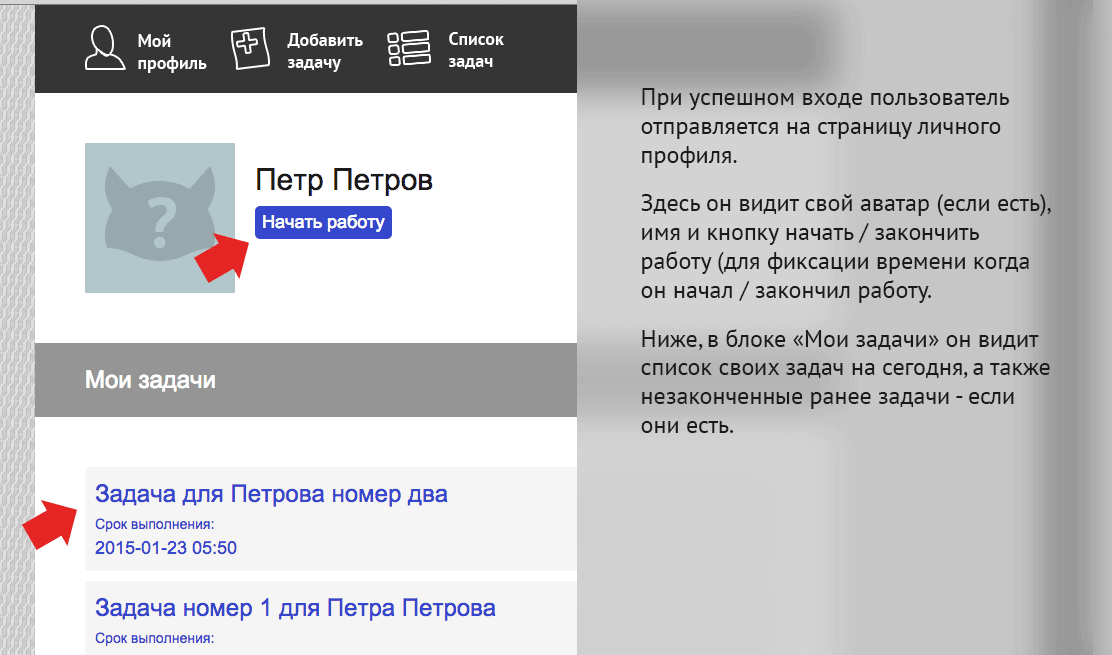 Мой
профиль
Добавить
задачу
Список
задач
?
Петр Петров
Начать работу
Мои задачи
Задача для Петрова номер два
Срок выполнения:
2015-01-23 05:50
Задача номер 1 для Петра Петрова
Срок выполнения:
При успешном входе пользователь
отправляется на страницу личного
профиля.
Здесь он видит свой аватар (если есть),
имя и кнопку начать / закончить
работу (для фиксации времени когда
он начал / закончил работу.
Ниже, в блоке «Мои задачи» он видит
список своих задач на сегодня, а также
незаконченные ранее задачи - если
они есть.